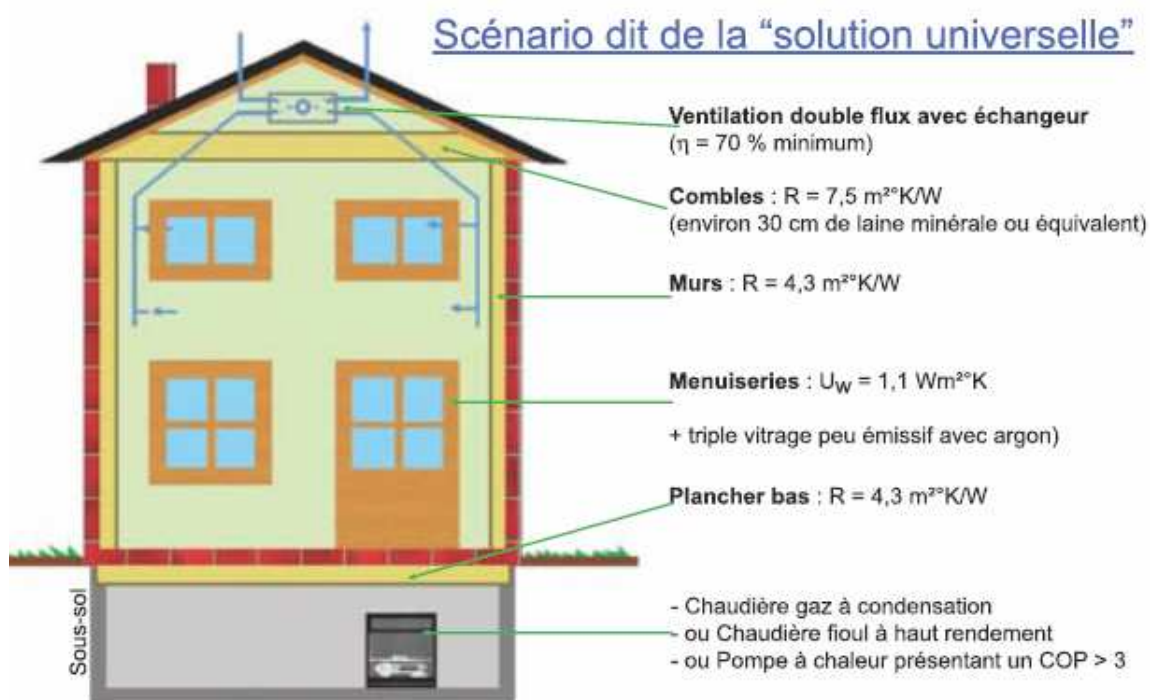 Scénario dit de la “solution universelle”
Ventilation double flux avec échangeur
(η = 70 % minimum)
Combles : R = 7,5 m²°K/W
(environ 30 cm de laine minérale ou équivalent)
Murs : R = 4,3 m²°K/W
Menuiseries : Uw = 1,1 Wm²°K
+ triple vitrage peu émissif avec argon)
Plancher bas : R = 4,3 m²°K/W
Sous-sol
- Chaudière gaz à condensation
- ou Chaudière fioul à haut rendement
- ou Pompe à chaleur présentant un COP > 3